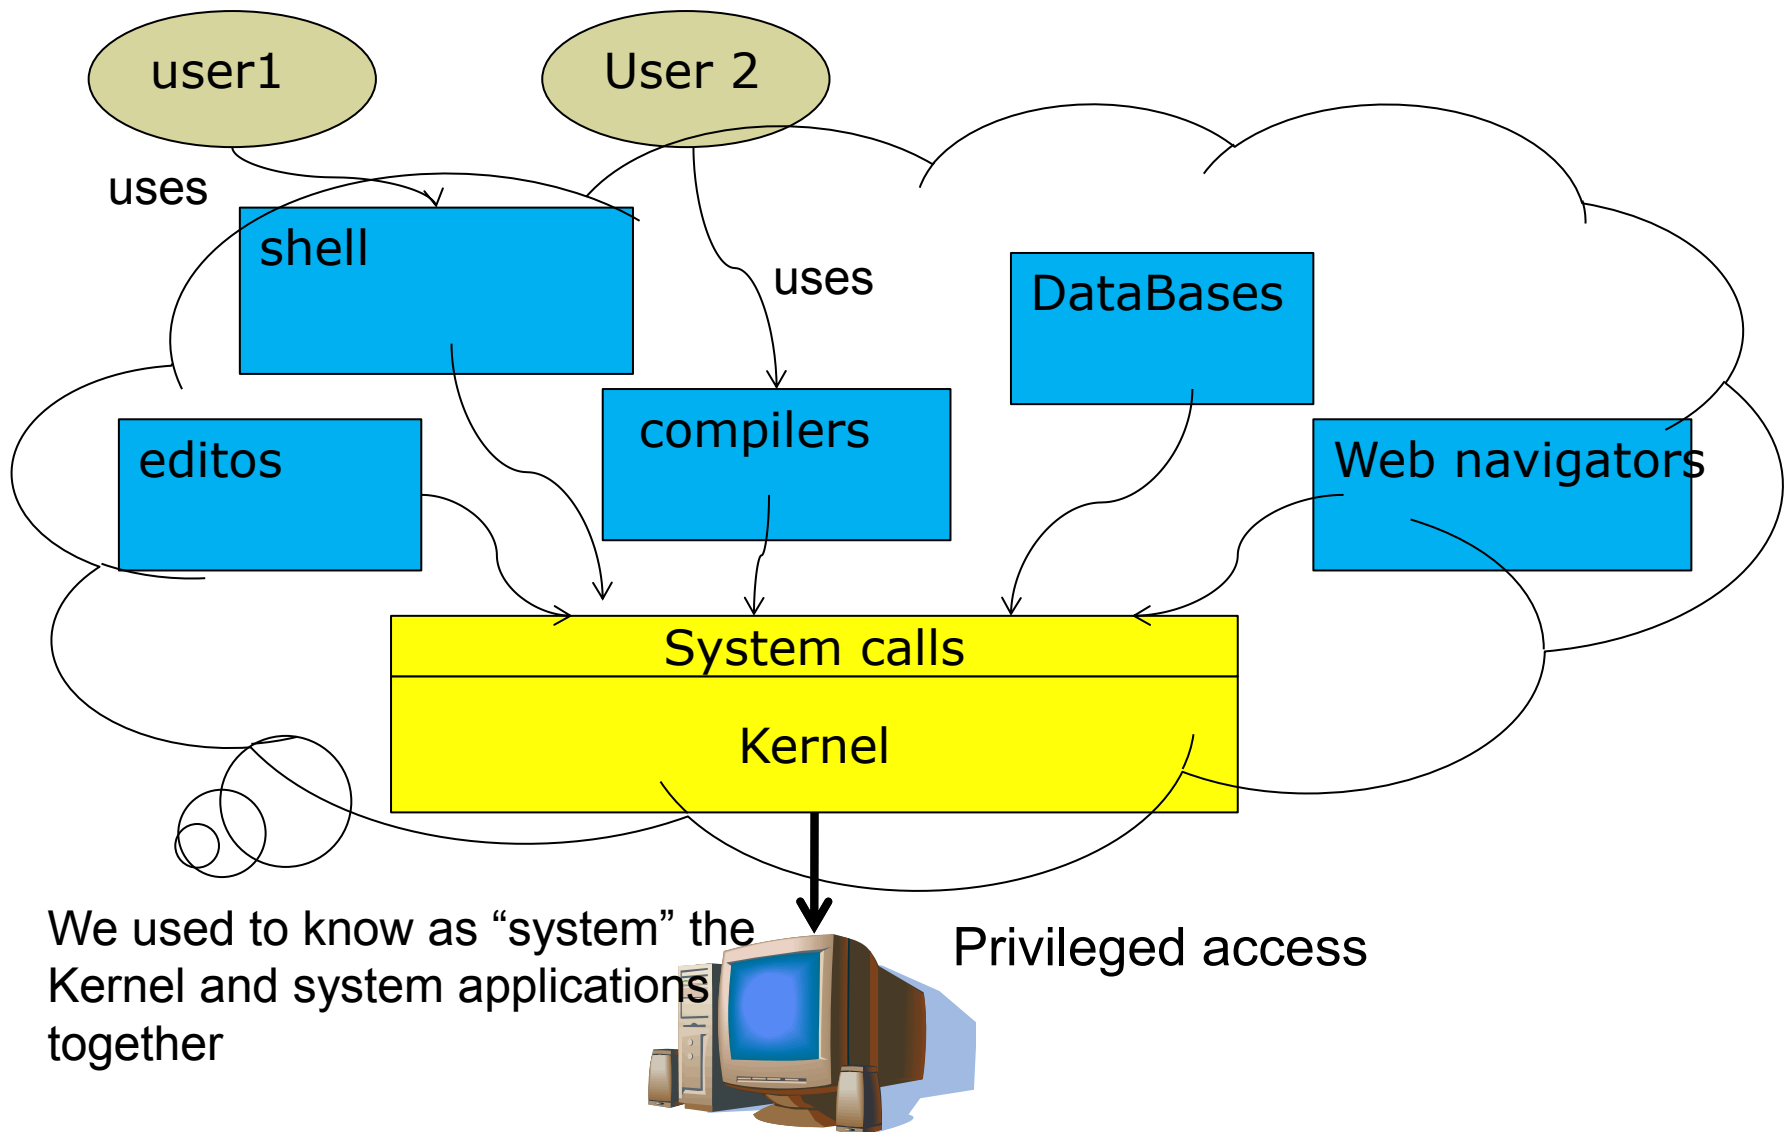 user1
User 2
uses
shell
uses
DataBases
compilers
editos
Web navigators
System calls
Kernel
We used to know as “system” the
Kernel and system applications
together
Privileged access